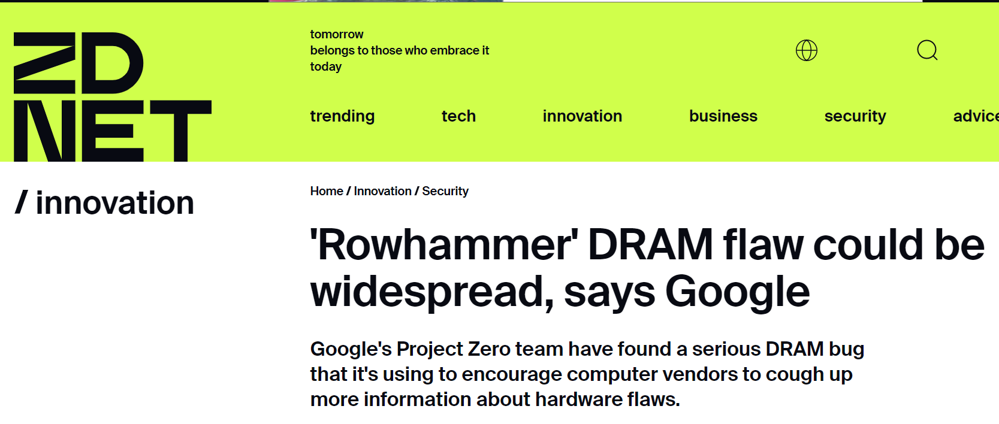 ZD
NET
tomorrow
belongs to those who embrace it
today
trending tech innovation business security advice
/ innovation
Home / Innovation / Security
'Rowhammer' DRAM flaw could be
widespread, says Google
Google's Project Zero team have found a serious DRAM bug
that it's using to encourage computer vendors to cough up
more information about hardware flaws.